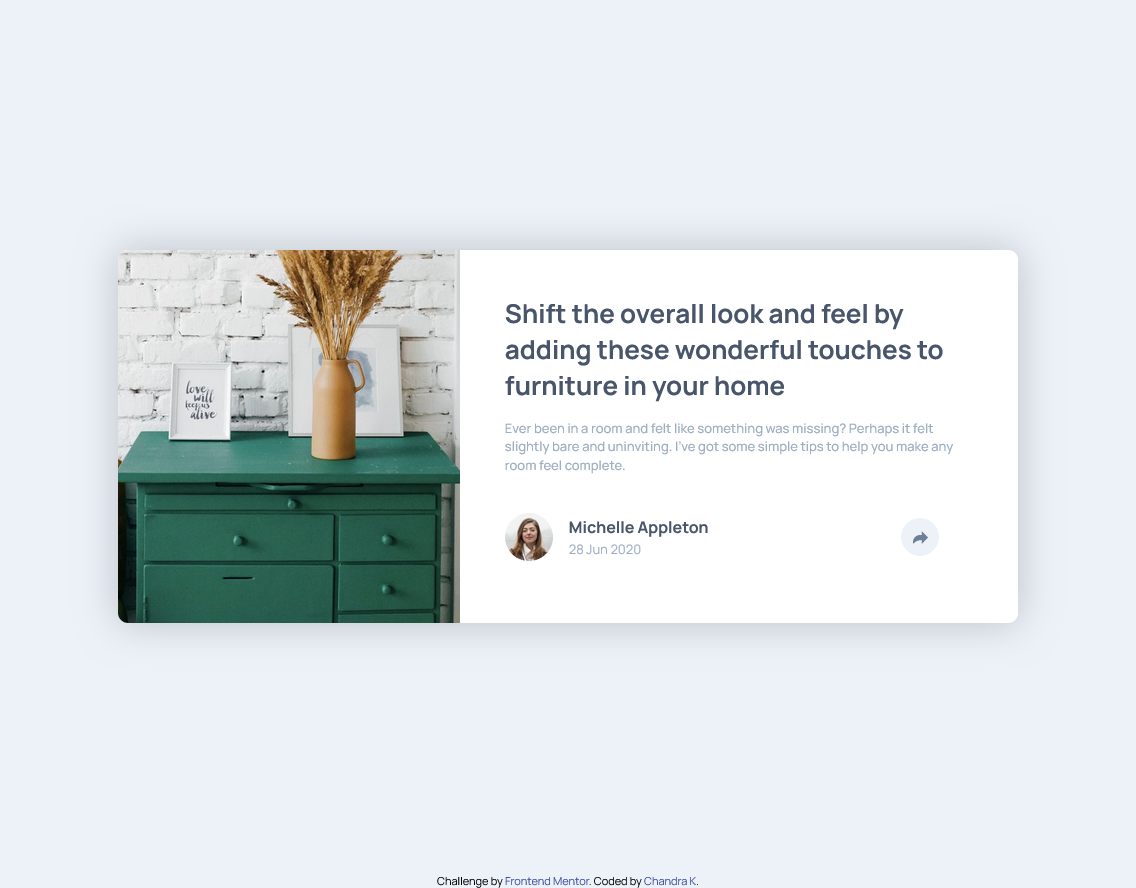 love
will
keep us
alive
Shift the overall look and feel by
adding these wonderful touches to
furniture in your home
Ever been in a room and felt like something was missing? Perhaps it felt
slightly bare and uninviting. I've got some simple tips to help you make any
room feel complete.
Michelle Appleton
28 Jun 2020
Challenge by Frontend Mentor. Coded by Chandra K.